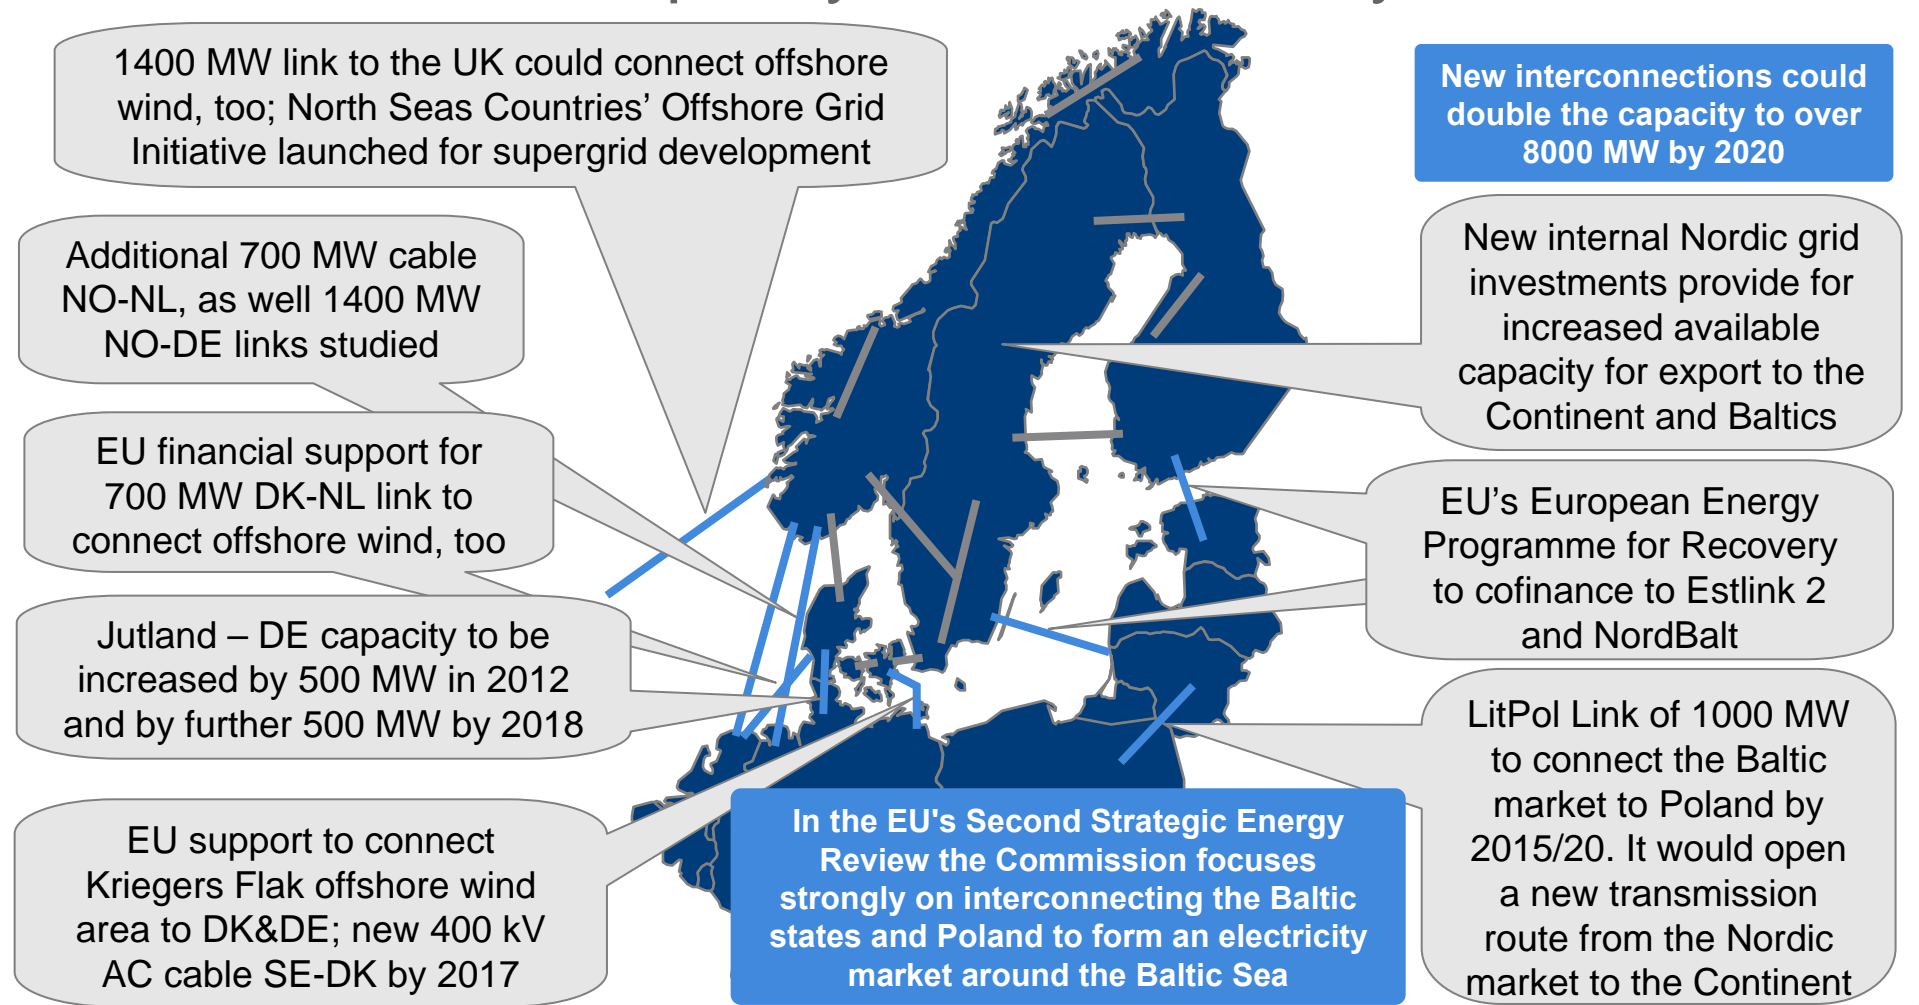 1400 MW link to the UK could connect offshore
wind, too; North Seas Countries’ Offshore Grid
Initiative launched for supergrid development
New interconnections could
double the capacity to over
8000 MW by 2020
Additional 700 MW cable
NO-NL, as well 1400 MW
NO-DE links studied
New internal Nordic grid
investments provide for
increased available
capacity for export to the
Continent and Baltics
EU financial support for
700 MW DK-NL link to
connect offshore wind, too
EU’s European Energy
Programme for Recovery
to cofinance to Estlink 2
and NordBalt
Jutland – DE capacity to be
increased by 500 MW in 2012
and by further 500 MW by 2018
LitPol Link of 1000 MW
to connect the Baltic
market to Poland by
2015/20. It would open
a new transmission
route from the Nordic
market to the Continent
EU support to connect
Kriegers Flak offshore wind
area to DK&DE; new 400 kV
AC cable SE-DK by 2017
In the EU's Second Strategic Energy
Review the Commission focuses
strongly on interconnecting the Baltic
states and Poland to form an electricity
market around the Baltic Sea